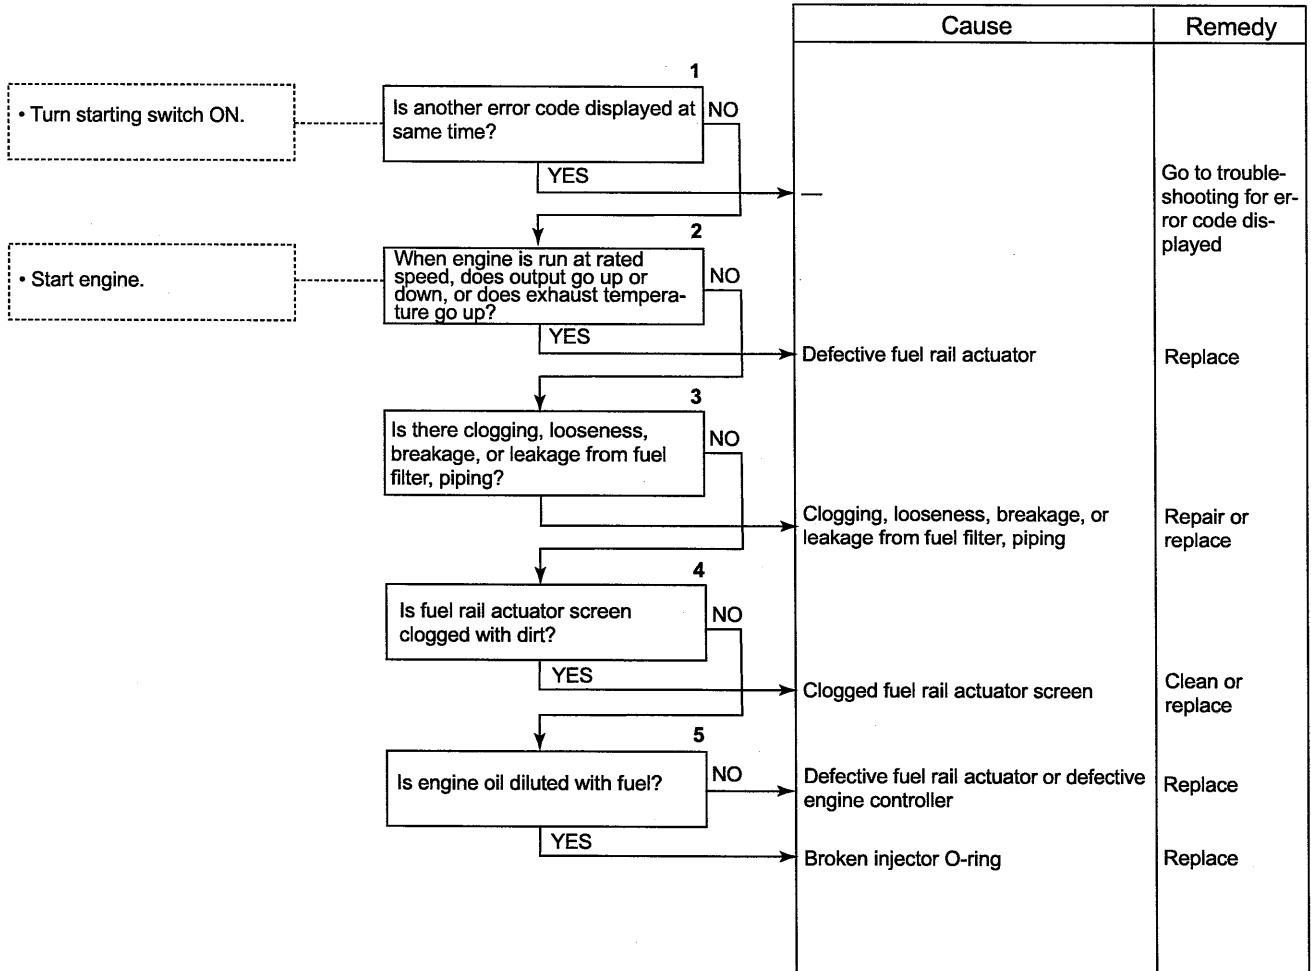 Cause
Remedy
1
• Turn starting switch ON.
Is another error code displayed at
same time?
NO
YES
—
Go to trouble-
shooting for er-
ror code dis-
played
2
• Start engine.
When engine is run at rated
speed, does output go up or
down, or does exhaust tempera-
ture go up?
NO
YES
Defective fuel rail actuator
Replace
3
Is there clogging, looseness,
breakage, or leakage from fuel
filter, piping?
NO
Clogging, looseness, breakage, or
leakage from fuel filter, piping
Repair or
replace
4
Is fuel rail actuator screen
clogged with dirt?
NO
YES
Clogged fuel rail actuator screen
Clean or
replace
5
Is engine oil diluted with fuel?
NO
Defective fuel rail actuator or defective
engine controller
Replace
YES
Broken injector O-ring
Replace